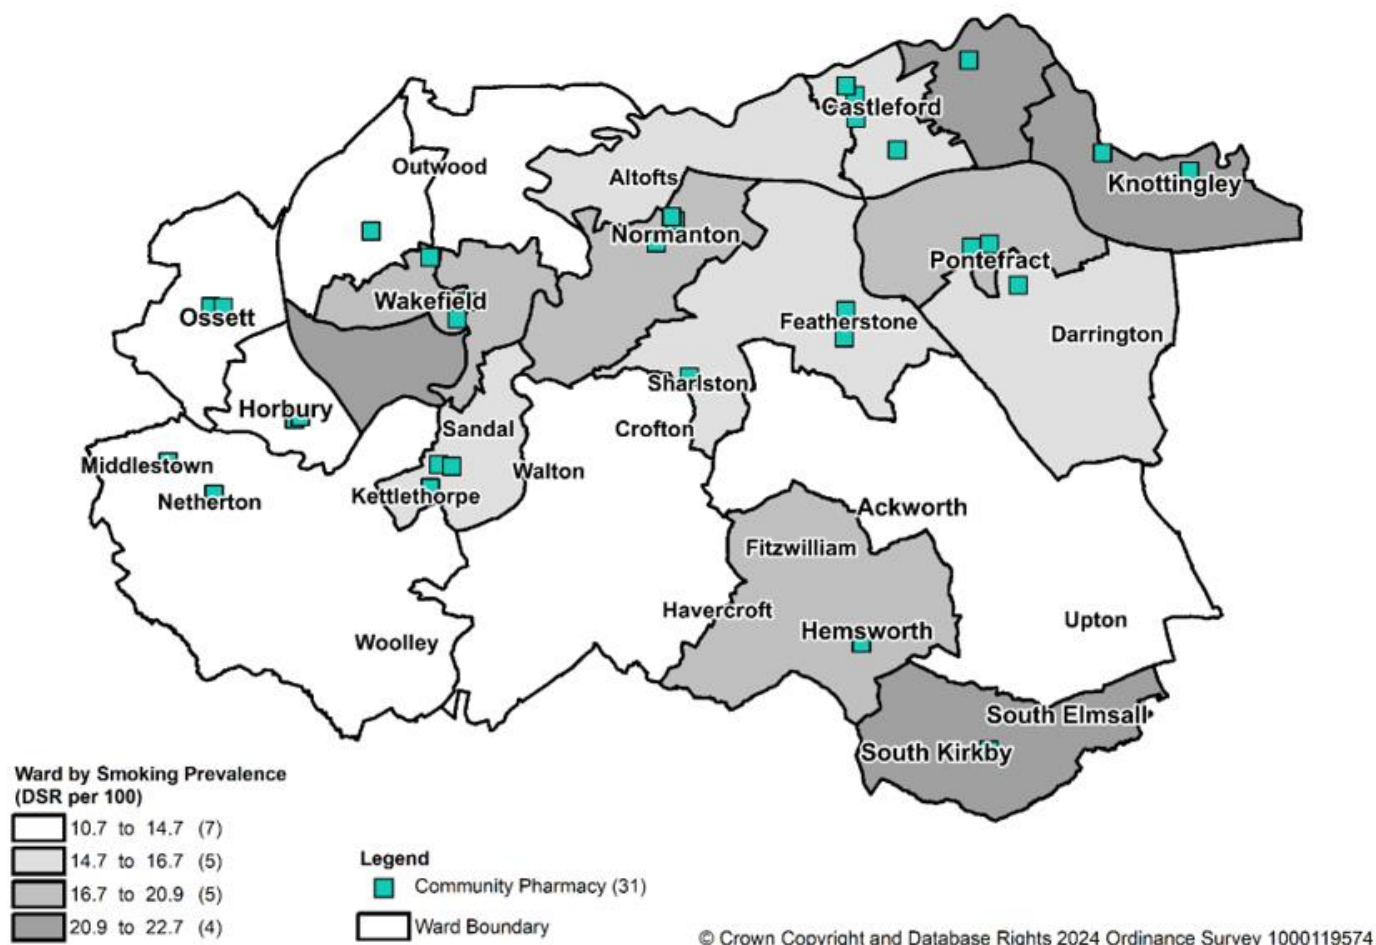 Castleford
Outwood
Altofts
Knottingley
Normanton
Pontefract
Wakefield
Ossett
Featherstone
Darrington
Sharlston
Horbury
Sandal
Crofton
Middlestown
Walton
Netherton
Kettlethorpe
Ackworth
Fitzwilliam
Havercroft
Upton
Hemsworth
Woolley
South Elmsall
South Kirkby
Ward by Smoking Prevalence
(DSR per 100)
10.7 to 14.7 (7)
14.7 to 16.7 (5)
16.7 to 20.9 (5)
20.9 to 22.7 (4)
Legend
Community Pharmacy (31)
Ward Boundary
© Crown Copyright and Database Rights 2024 Ordinance Survey 1000119574